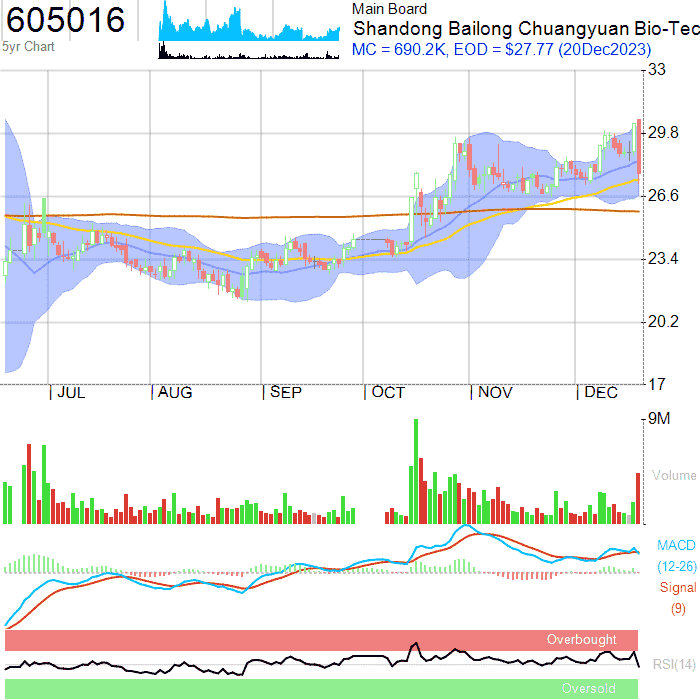 605016
5yr Chart
Main Board
Shandong Bailong Chuangyuan Bio-Tec
MC = 690.2K, EOD = $27.77 (20Dec2023)
33
29.8
26.6
23.4
20.2
17
JUL
AUG
SEP
OCT
NOV
DEC
9M
Volume
MACD
(12-26)
Signal
(9)
Overbought
RSI(14)
Oversold